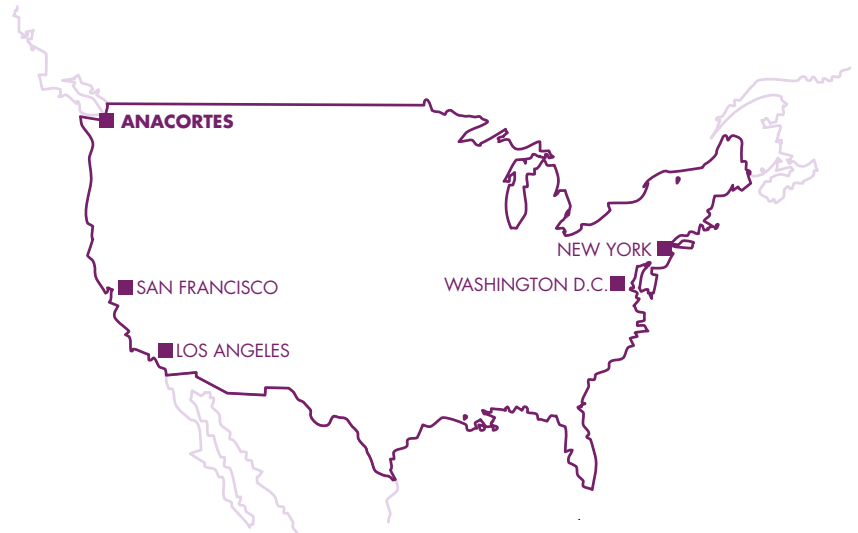 ANACORTES
NEW YORK
WASHINGTON D.C.
SAN FRANCISCO
LOS ANGELES